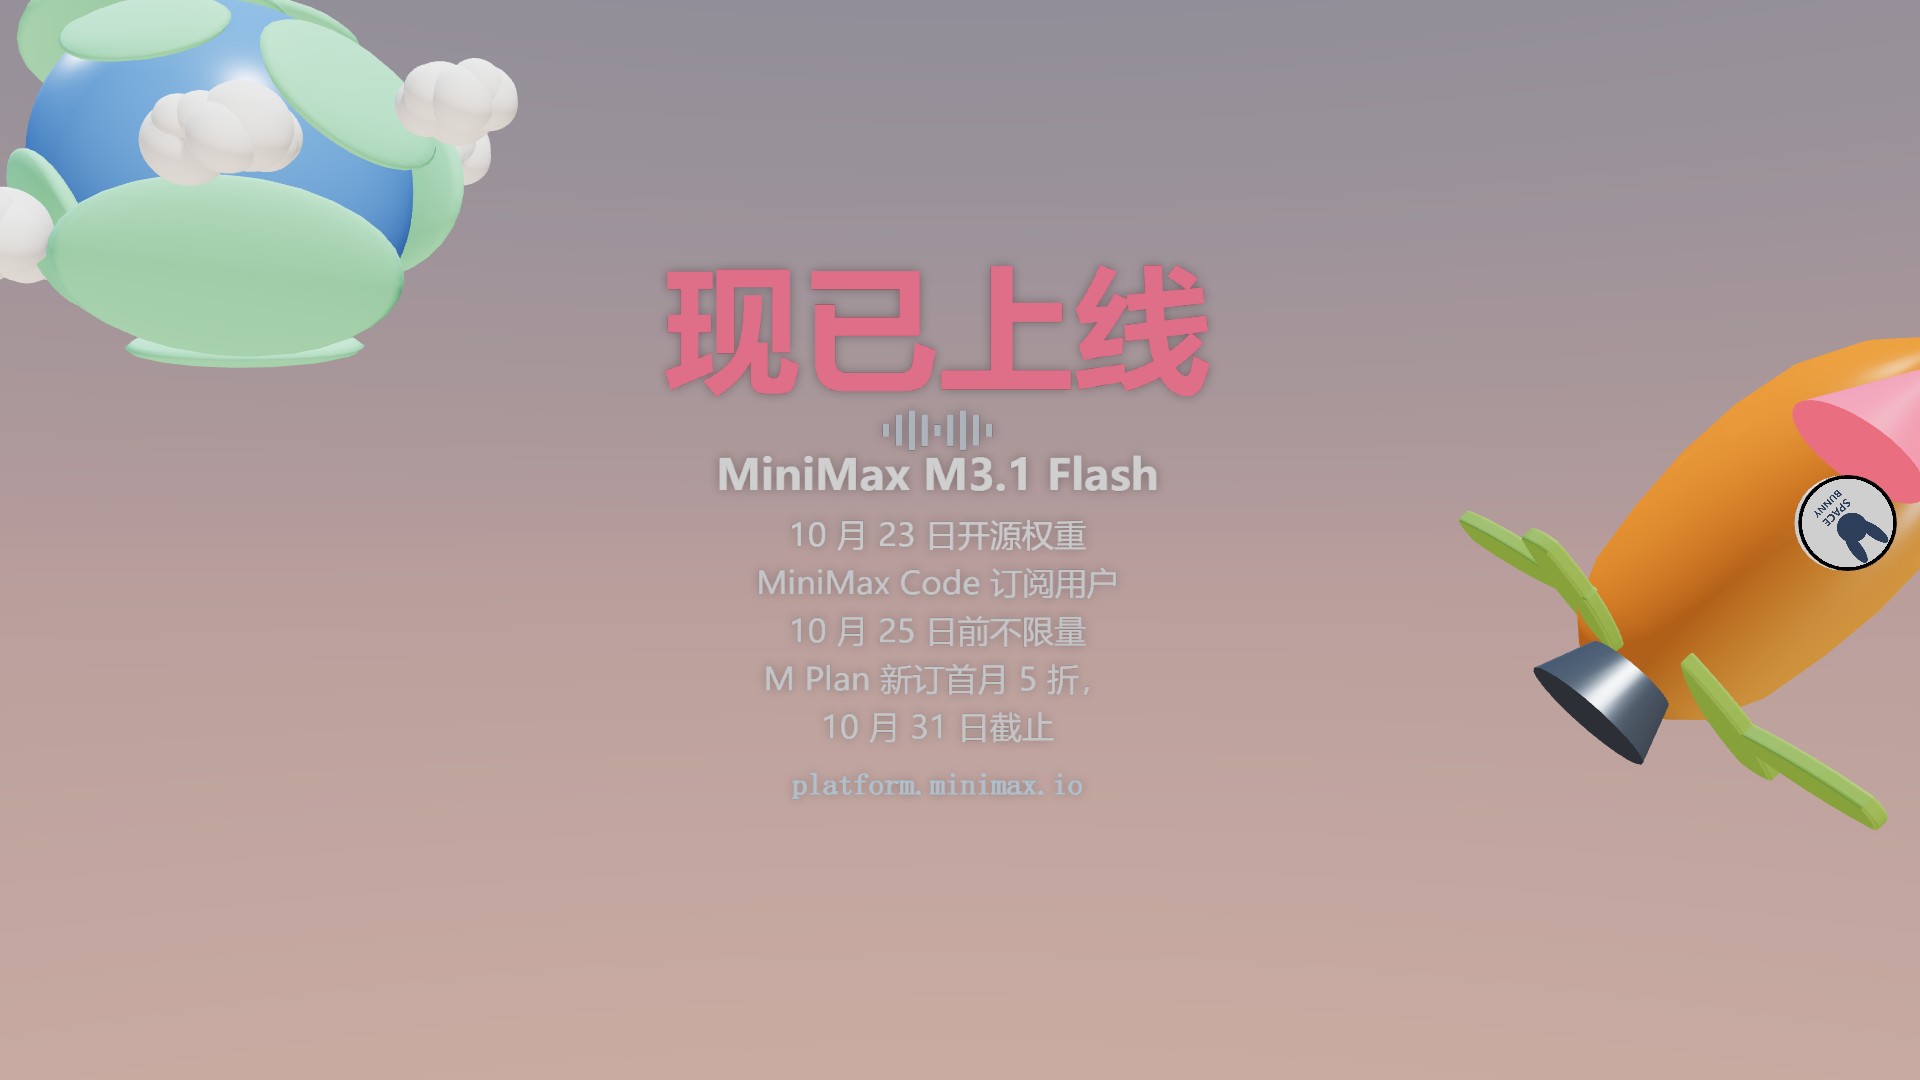 现已上线
MiniMax M3.1 Flash
10 月 23 日开源权重
MiniMax Code 订阅用户
10 月 25 日前不限量
M Plan 新订首月 5 折，
10 月 31 日截止
platform.minimax.io
SPACE
BUNNY